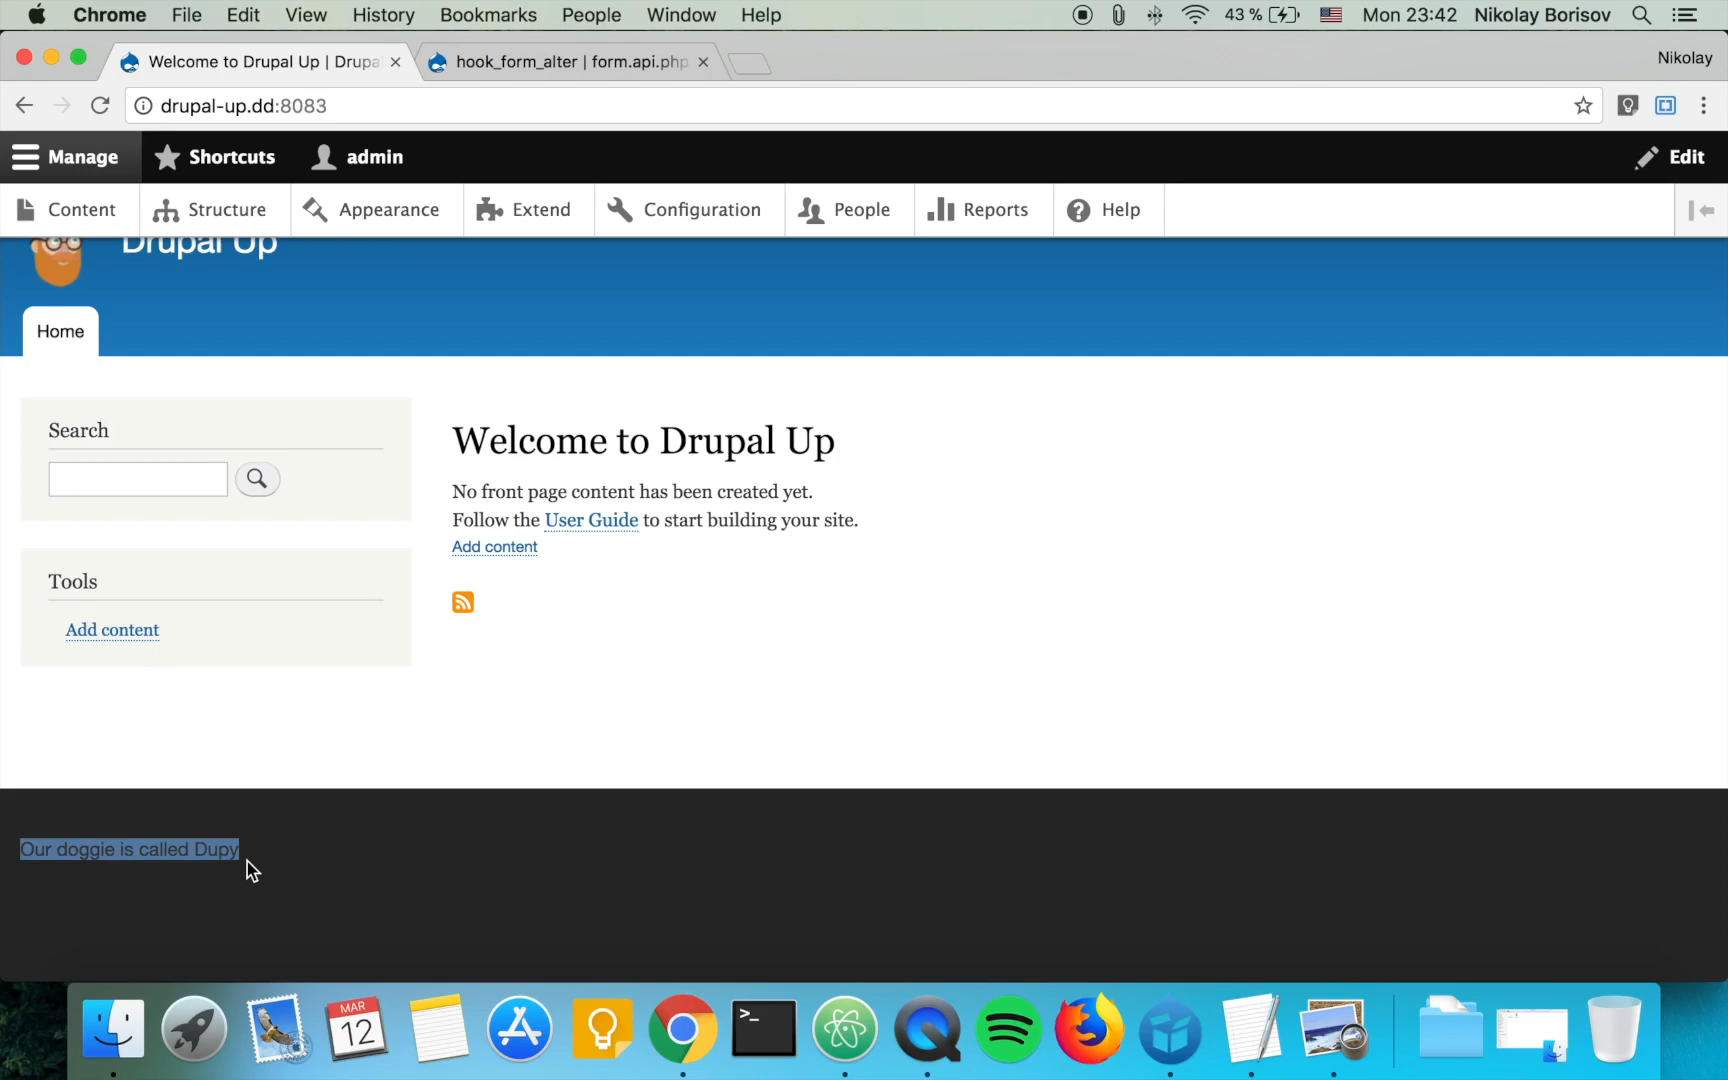 Chrome File Edit View History Bookmarks People Window Help 43 % Mon 23:42 Nikolay Borisov
Welcome to Drupal Up | Drupa hook_form_alter | form.api.php Nikolay
drupal-up.dd:8083
Manage Shortcuts admin Edit
Content Structure Appearance Extend Configuration People Reports Help
Drupal Up
Home
Search
Welcome to Drupal Up
No front page content has been created yet.
Follow the User Guide to start building your site.
Add content
Tools
Add content
Our doggie is called Dupy
MAR
12
>_